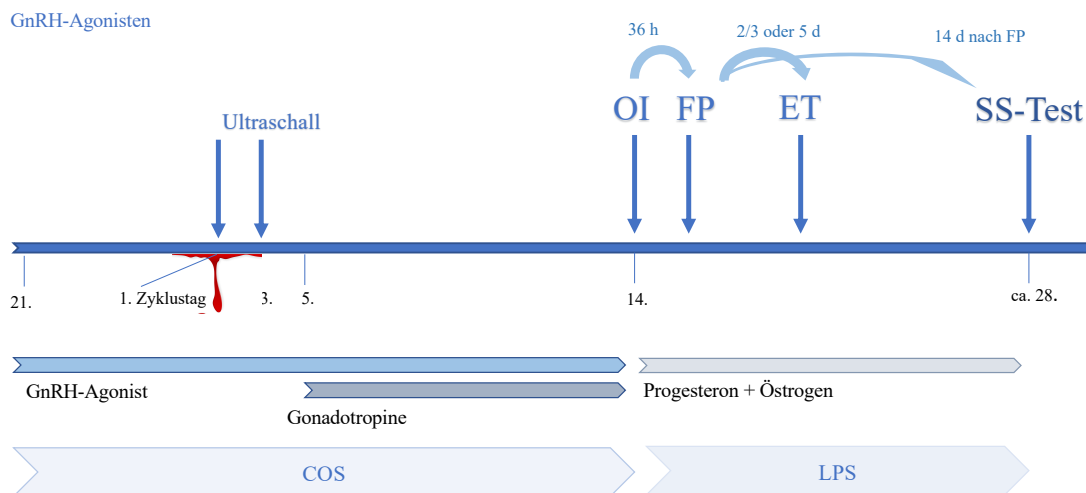 GnRH-Agonisten
36 h
2/3 oder 5 d
14 d nach FP
Ultraschall
OI
FP
ET
SS-Test
21.
1. Zyklustag
3.
5.
14.
ca. 28.
GnRH-Agonist
Progesteron + Östrogen
Gonadotropine
COS
LPS